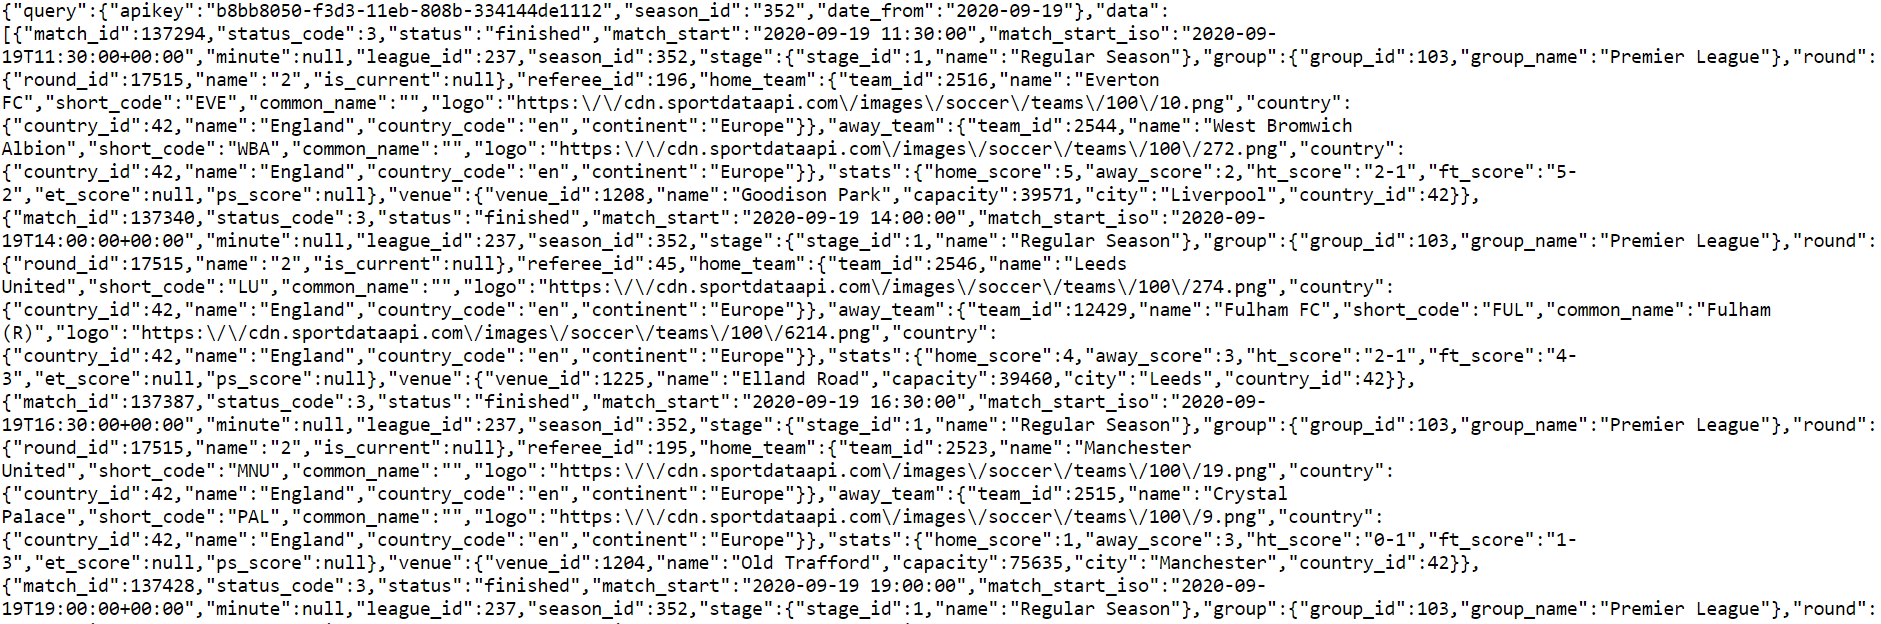 {"query":{"apikey":"b8bb8050-f3d3-11eb-808b-334144de1112","season_id":"352","date_from":"2020-09-19"},"data":
[{"match_id":137294,"status_code":3,"status":"finished","match_start":"2020-09-19 11:30:00","match_start_iso":"2020-09-
19T11:30:00+00:00","minute":null,"league_id":237,"season_id":352,"stage":{"stage_id":1,"name":"Regular Season"},"group":{"group_id":103,"group_name":"Premier League"},"round":
{"round_id":17515,"name":"2","is_current":null},"referee_id":196,"home_team":{"team_id":2516,"name":"Everton
FC","short_code":"EVE","common_name":"","logo":"https:\/\/cdn.sportdataapi.com\/images\/soccer\/teams\/100\/10.png","country":
{"country_id":42,"name":"England","country_code":"en","continent":"Europe"}},"away_team":{"team_id":2544,"name":"West Bromwich
Albion","short_code":"WBA","common_name":"","logo":"https:\/\/cdn.sportdataapi.com\/images\/soccer\/teams\/100\/272.png","country":
{"country_id":42,"name":"England","country_code":"en","continent":"Europe"}},"stats":{"home_score":5,"away_score":2,"ht_score":"2-1","ft_score":"5-
2","et_score":null,"ps_score":null},"venue":{"venue_id":1208,"name":"Goodison Park","capacity":39571,"city":"Liverpool","country_id":42}},
{"match_id":137340,"status_code":3,"status":"finished","match_start":"2020-09-19 14:00:00","match_start_iso":"2020-09-
19T14:00:00+00:00","minute":null,"league_id":237,"season_id":352,"stage":{"stage_id":1,"name":"Regular Season"},"group":{"group_id":103,"group_name":"Premier League"},"round":
{"round_id":17515,"name":"2","is_current":null},"referee_id":45,"home_team":{"team_id":2546,"name":"Leeds
United","short_code":"LU","common_name":"","logo":"https:\/\/cdn.sportdataapi.com\/images\/soccer\/teams\/100\/274.png","country":
{"country_id":42,"name":"England","country_code":"en","continent":"Europe"}},"away_team":{"team_id":12429,"name":"Fulham FC","short_code":"FUL","common_name":"Fulham
(R)","logo":"https:\/\/cdn.sportdataapi.com\/images\/soccer\/teams\/100\/6214.png","country":
{"country_id":42,"name":"England","country_code":"en","continent":"Europe"}},"stats":{"home_score":4,"away_score":3,"ht_score":"2-1","ft_score":"4-
3","et_score":null,"ps_score":null},"venue":{"venue_id":1225,"name":"Elland Road","capacity":39460,"city":"Leeds","country_id":42}},
{"match_id":137387,"status_code":3,"status":"finished","match_start":"2020-09-19 16:30:00","match_start_iso":"2020-09-
19T16:30:00+00:00","minute":null,"league_id":237,"season_id":352,"stage":{"stage_id":1,"name":"Regular Season"},"group":{"group_id":103,"group_name":"Premier League"},"round":
{"round_id":17515,"name":"2","is_current":null},"referee_id":195,"home_team":{"team_id":2523,"name":"Manchester
United","short_code":"MNU","common_name":"","logo":"https:\/\/cdn.sportdataapi.com\/images\/soccer\/teams\/100\/19.png","country":
{"country_id":42,"name":"England","country_code":"en","continent":"Europe"}},"away_team":{"team_id":2515,"name":"Crystal
Palace","short_code":"PAL","common_name":"","logo":"https:\/\/cdn.sportdataapi.com\/images\/soccer\/teams\/100\/9.png","country":
{"country_id":42,"name":"England","country_code":"en","continent":"Europe"}},"stats":{"home_score":1,"away_score":3,"ht_score":"0-1","ft_score":"1-
3","et_score":null,"ps_score":null},"venue":{"venue_id":1204,"name":"Old Trafford","capacity":75635,"city":"Manchester","country_id":42}},
{"match_id":137428,"status_code":3,"status":"finished","match_start":"2020-09-19 19:00:00","match_start_iso":"2020-09-
19T19:00:00+00:00","minute":null,"league_id":237,"season_id":352,"stage":{"stage_id":1,"name":"Regular Season"},"group":{"group_id":103,"group_name":"Premier League"},"round":